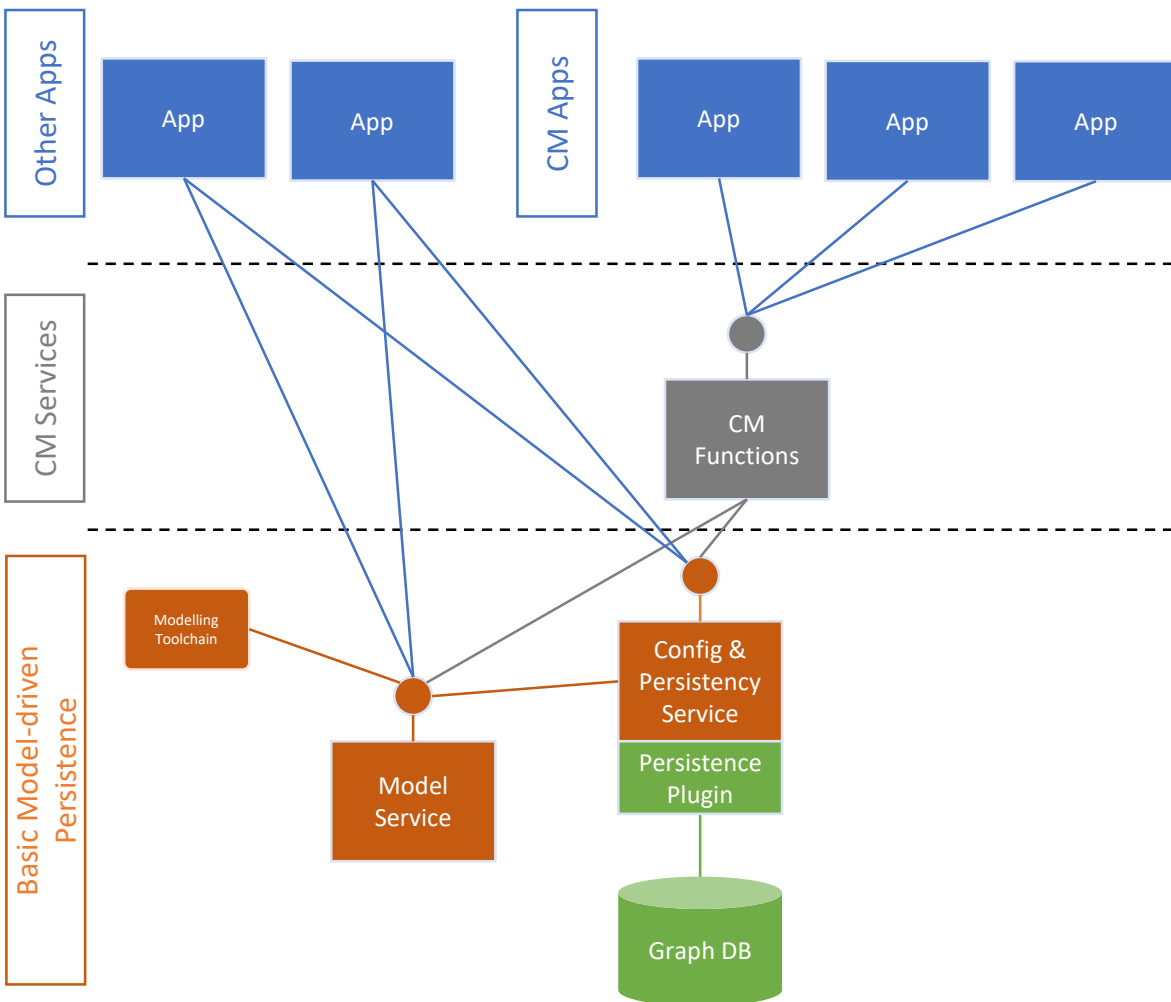 Other Apps
App
App
CM Apps
App
App
App
CM Services
CM
Functions
Basic Model-driven
Persistence
Modelling
Toolchain
Config &
Persistency
Service
Persistence
Plugin
Model
Service
Graph DB